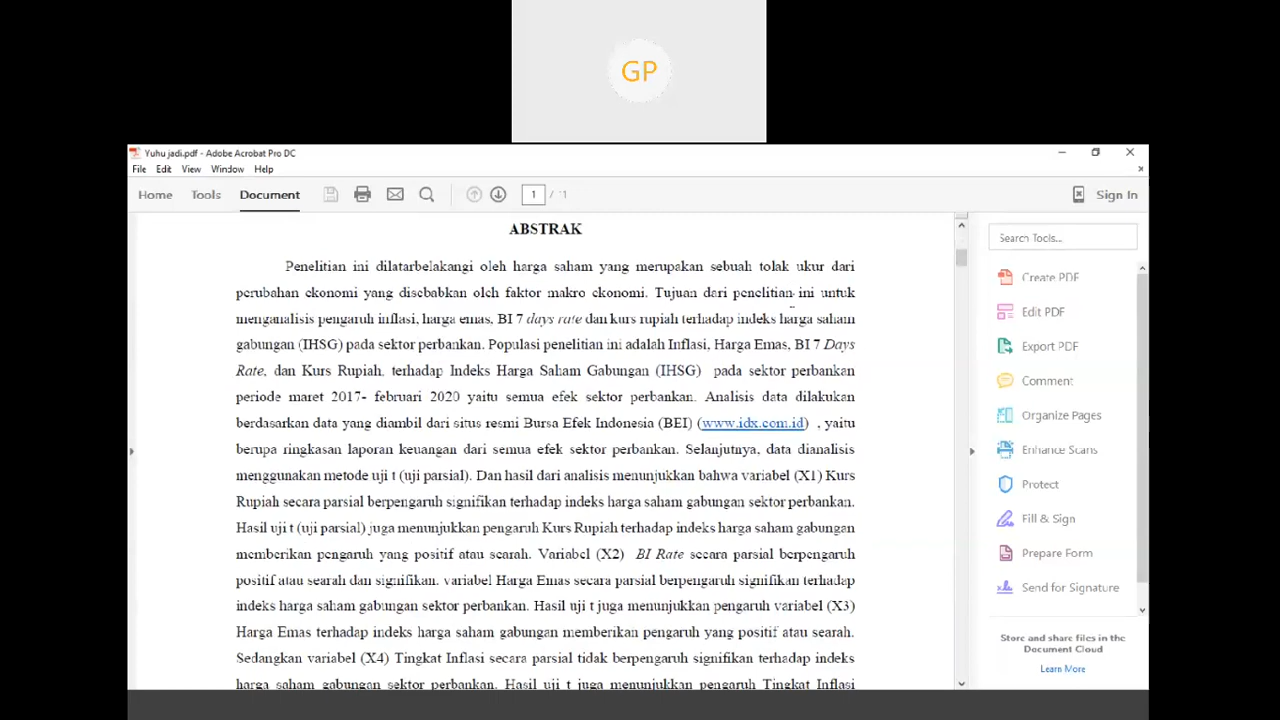 GP
Yuhu jadi.pdf - Adobe Acrobat Pro DC
File Edit View Window Help
Home Tools Document 1 / 11 Sign In
ABSTRAK
Penelitian ini dilatarbelakangi oleh harga saham yang merupakan sebuah tolak ukur dari
perubahan ekonomi yang disebabkan oleh faktor makro ekonomi. Tujuan dari penelitian ini untuk
menganalisis pengaruh inflasi, harga emas, BI 7 days rate dan kurs rupiah terhadap indeks harga saham
gabungan (IHSG) pada sektor perbankan. Populasi penelitian ini adalah Inflasi, Harga Emas, BI 7 Days
Rate, dan Kurs Rupiah. terhadap Indeks Harga Saham Gabungan (IHSG) pada sektor perbankan
periode maret 2017- februari 2020 yaitu semua efek sektor perbankan. Analisis data dilakukan
berdasarkan data yang diambil dari situs resmi Bursa Efek Indonesia (BEI) (www.idx.com.id) , yaitu
berupa ringkasan laporan keuangan dari semua efek sektor perbankan. Selanjutnya, data dianalisis
menggunakan metode uji t (uji parsial). Dan hasil dari analisis menunjukkan bahwa variabel (X1) Kurs
Rupiah secara parsial berpengaruh signifikan terhadap indeks harga saham gabungan sektor perbankan.
Hasil uji t (uji parsial) juga menunjukkan pengaruh Kurs Rupiah terhadap indeks harga saham gabungan
memberikan pengaruh yang positif atau searah. Variabel (X2) BI Rate secara parsial berpengaruh
positif atau searah dan signifikan. variabel Harga Emas secara parsial berpengaruh signifikan terhadap
indeks harga saham gabungan sektor perbankan. Hasil uji t juga menunjukkan pengaruh variabel (X3)
Harga Emas terhadap indeks harga saham gabungan memberikan pengaruh yang positif atau searah.
Sedangkan variabel (X4) Tingkat Inflasi secara parsial tidak berpengaruh signifikan terhadap indeks
harga saham gabungan sektor perbankan. Hasil uji t juga menunjukkan pengaruh Tingkat Inflasi
Search Tools...
Create PDF
Edit PDF
Export PDF
Comment
Organize Pages
Enhance Scans
Protect
Fill & Sign
Prepare Form
Send for Signature
Store and share files in the
Document Cloud
Learn More